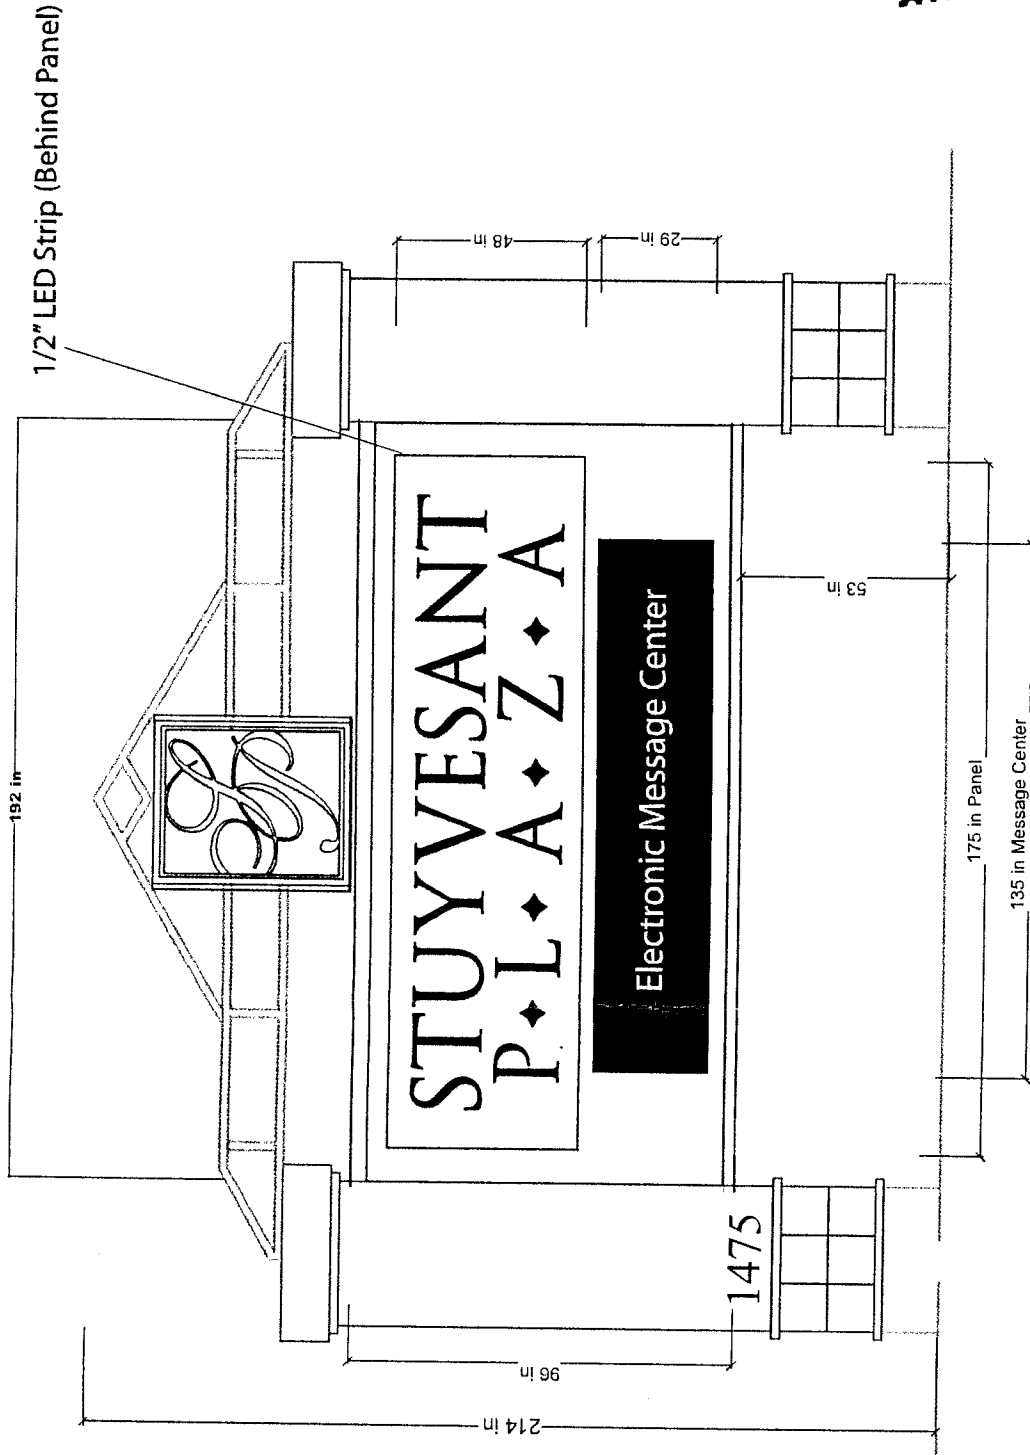 1/2" LED Strip (Behind Panel)
192 in
STUYVESANT
P✦L✦A✦Z✦A
Electronic Message Center
48 in
29 in
1475
96 in
214 in
53 in
175 in Panel
135 in Message Center